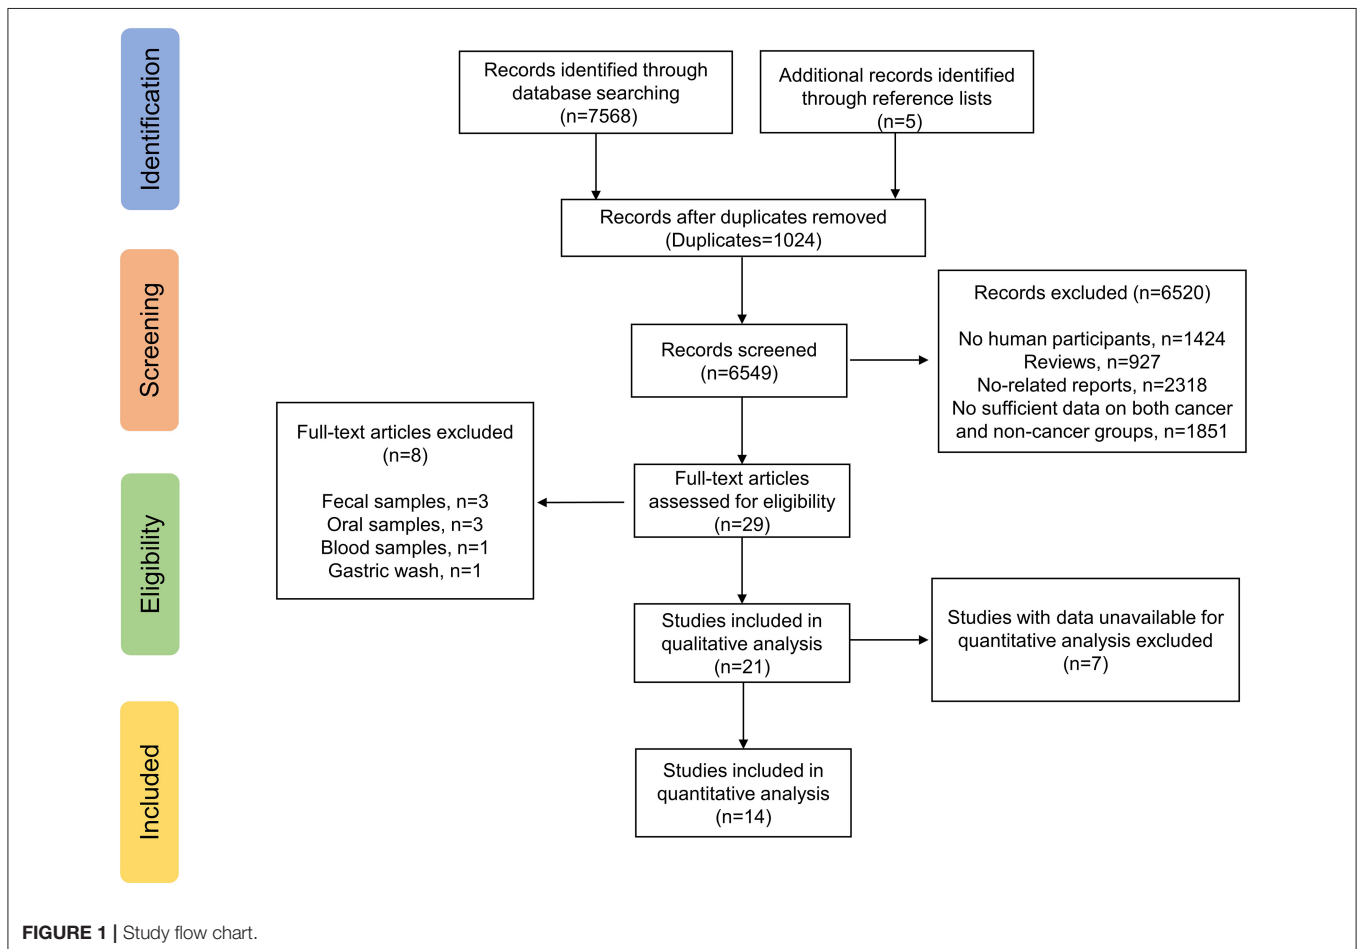 Identification
Records identified through
database searching
(n=7568)
Additional records identified
through reference lists
(n=5)
Records after duplicates removed
(Duplicates=1024)
Screening
Records screened
(n=6549)
Records excluded (n=6520)
No human participants, n=1424
Reviews, n=927
No-related reports, n=2318
No sufficient data on both cancer
and non-cancer groups, n=1851
Eligibility
Full-text articles
assessed for eligibility
(n=29)
Full-text articles excluded
(n=8)
Fecal samples, n=3
Oral samples, n=3
Blood samples, n=1
Gastric wash, n=1
Studies included in
qualitative analysis
(n=21)
Studies with data unavailable for
quantitative analysis excluded
(n=7)
Included
Studies included in
quantitative analysis
(n=14)
FIGURE 1 | Study flow chart.